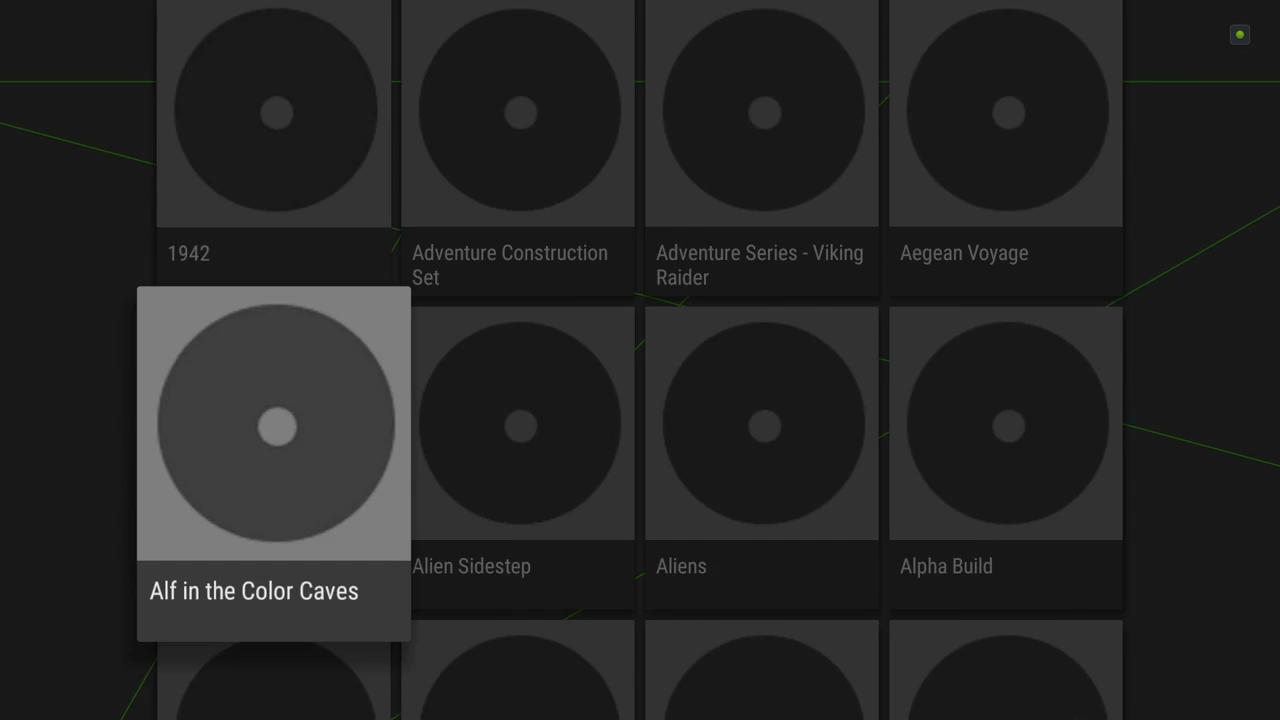 1942
Adventure Construction
Set
Adventure Series - Viking
Raider
Aegean Voyage
Alf in the Color Caves
Alien Sidestep
Aliens
Alpha Build